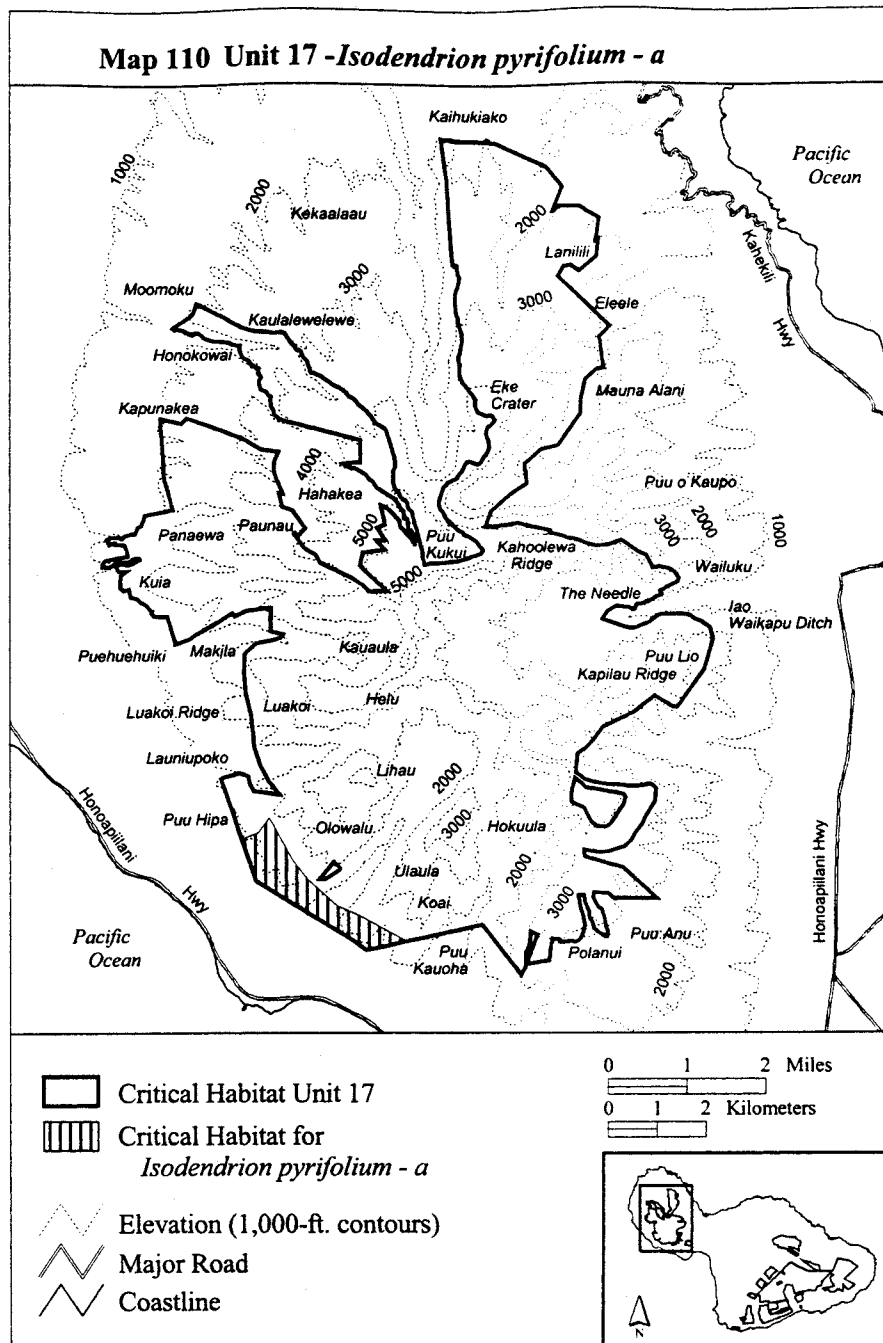 Map 110 Unit 17 -Isodendrion pyrifolium - a
Kaihukiako
Pacific
Ocean
1000
2000
Kekaalaau
2000
Lanilili
Kahekili
Hwy
3000
3000
Eleele
Moomoku
Kaulalewelewe
Honokowai
Eke
Crater
Mauna Alani
Kapunakea
4000
Hahakea
Puu o Kaupo
Panaewa
Paunau
5000
Puu
Kukui
Kahoolewa
Ridge
3000
2000
1000
Wailuku
Kuia
5000
The Needle
Iao
Waikapu Ditch
Puehuehuiki
Makila
Kauaula
Puu Lio
Kapilau Ridge
Luakoi Ridge
Luakoi
Helu
Launiupoko
Lihau
2000
Puu Hipa
Olowalu
3000
Hokuula
Honoapiilani
Hwy
Ulaula
2000
Koai
3000
Honoapiilani Hwy
Pacific
Ocean
Puu
Kauoha
Polanui
Puu Anu
2000
Critical Habitat Unit 17
Critical Habitat for
Isodendrion pyrifolium - a
Elevation (1,000-ft. contours)
Major Road
Coastline
0 1 2 Miles
0 1 2 Kilometers
N